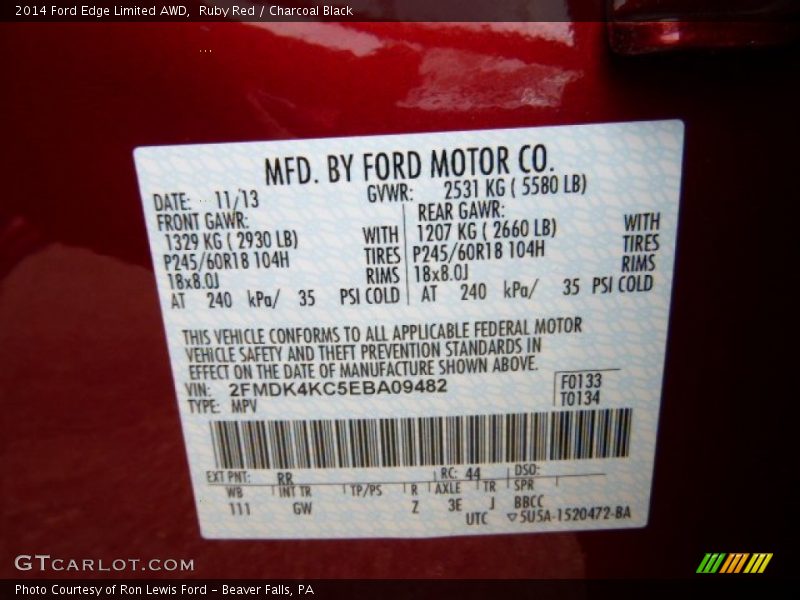 2014 Ford Edge Limited AWD, Ruby Red / Charcoal Black
MFD. BY FORD MOTOR CO.
DATE: 11/13 GVWR: 2531 KG ( 5580 LB)
FRONT GAWR: REAR GAWR:
1329 KG ( 2930 LB) WITH 1207 KG ( 2660 LB) WITH
P245/60R18 104H TIRES P245/60R18 104H TIRES
18x8.0J RIMS 18x8.0J RIMS
AT 240 kPa/ 35 PSI COLD AT 240 kPa/ 35 PSI COLD
THIS VEHICLE CONFORMS TO ALL APPLICABLE FEDERAL MOTOR
VEHICLE SAFETY AND THEFT PREVENTION STANDARDS IN
EFFECT ON THE DATE OF MANUFACTURE SHOWN ABOVE.
VIN: 2FMDK4KC5EBA09482 F0133
TYPE: MPV T0134
EXT PNT: RR RC: 44 DSO:
WB INT TR TP/PS R AXLE TR SPR
111 GW Z 3E J BBCC
UTC ▽5U5A-1520472-BA
GTCARLOT.COM
Photo Courtesy of Ron Lewis Ford – Beaver Falls, PA